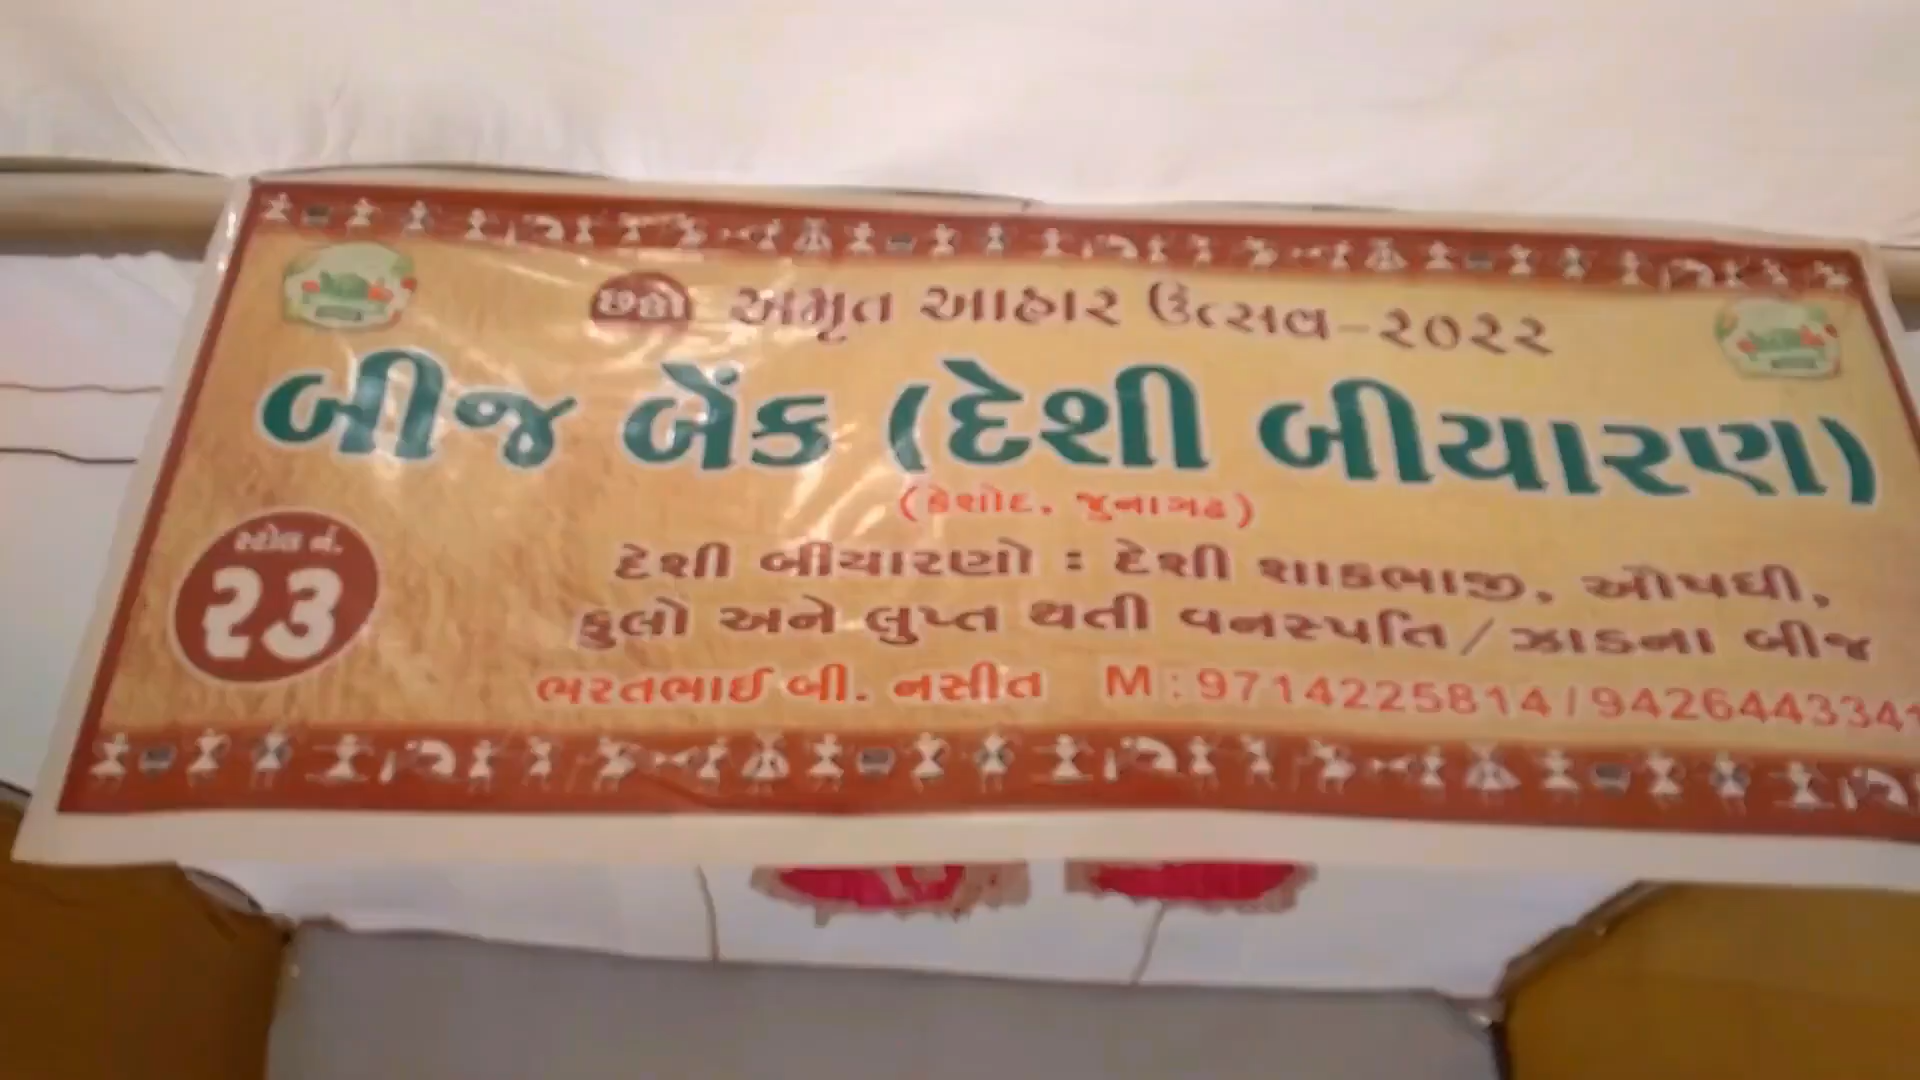 છઠ્ઠો અમૃત આહાર ઉત્સવ-૨૦૨૨
બીજ બેંક (દેશી બીયારણ)
(કેશોદ, જુનાગઢ)
સ્ટોલ નં.
૨૩
દેશી બીયારણો : દેશી શાકભાજી, ઔષધી,
ફુલો અને લુપ્ત થતી વનસ્પતિ/ઝાડના બીજ
ભરતભાઈ બી. નસીત M : 9714225814/9426443341